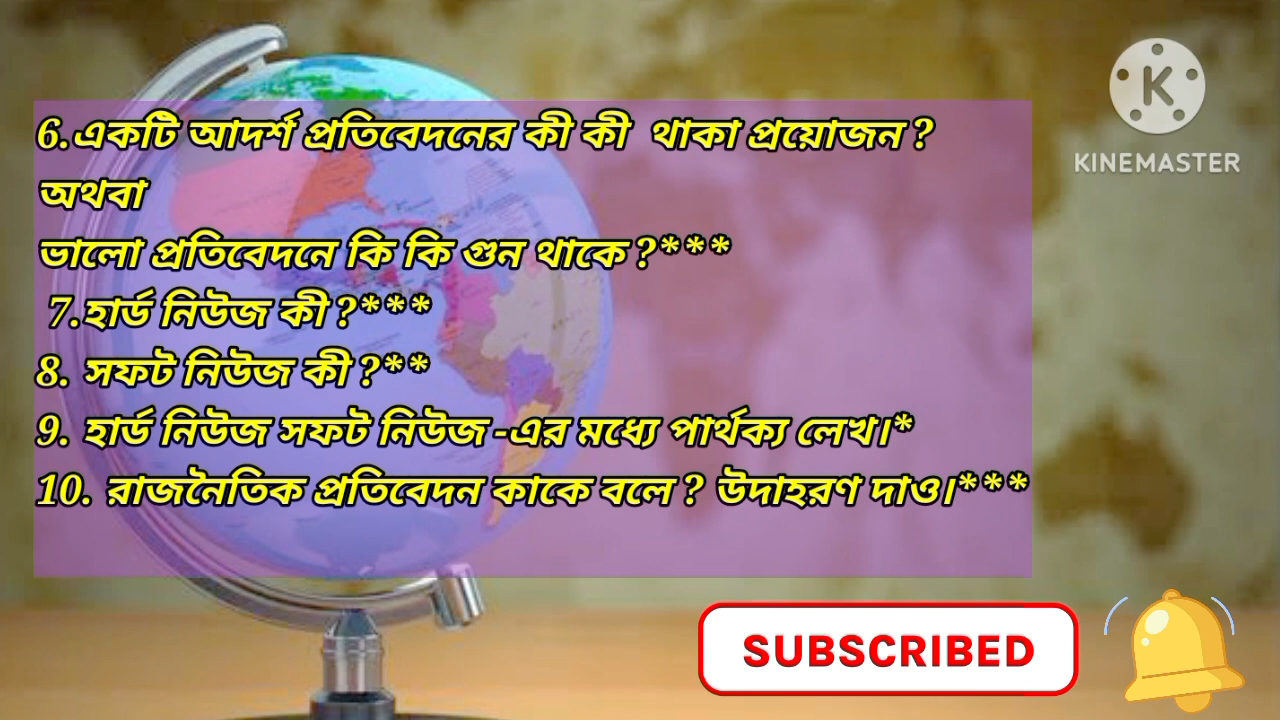 6.একটি আদর্শ প্রতিবেদনের কী কী থাকা প্রয়োজন ?
অথবা
ভালো প্রতিবেদনে কি কি গুন থাকে ?***
7.হার্ড নিউজ কী ?***
8. সফট নিউজ কী ?**
9. হার্ড নিউজ সফট নিউজ -এর মধ্যে পার্থক্য লেখ।*
10. রাজনৈতিক প্রতিবেদন কাকে বলে ? উদাহরণ দাও।***
K
KINEMASTER
SUBSCRIBED